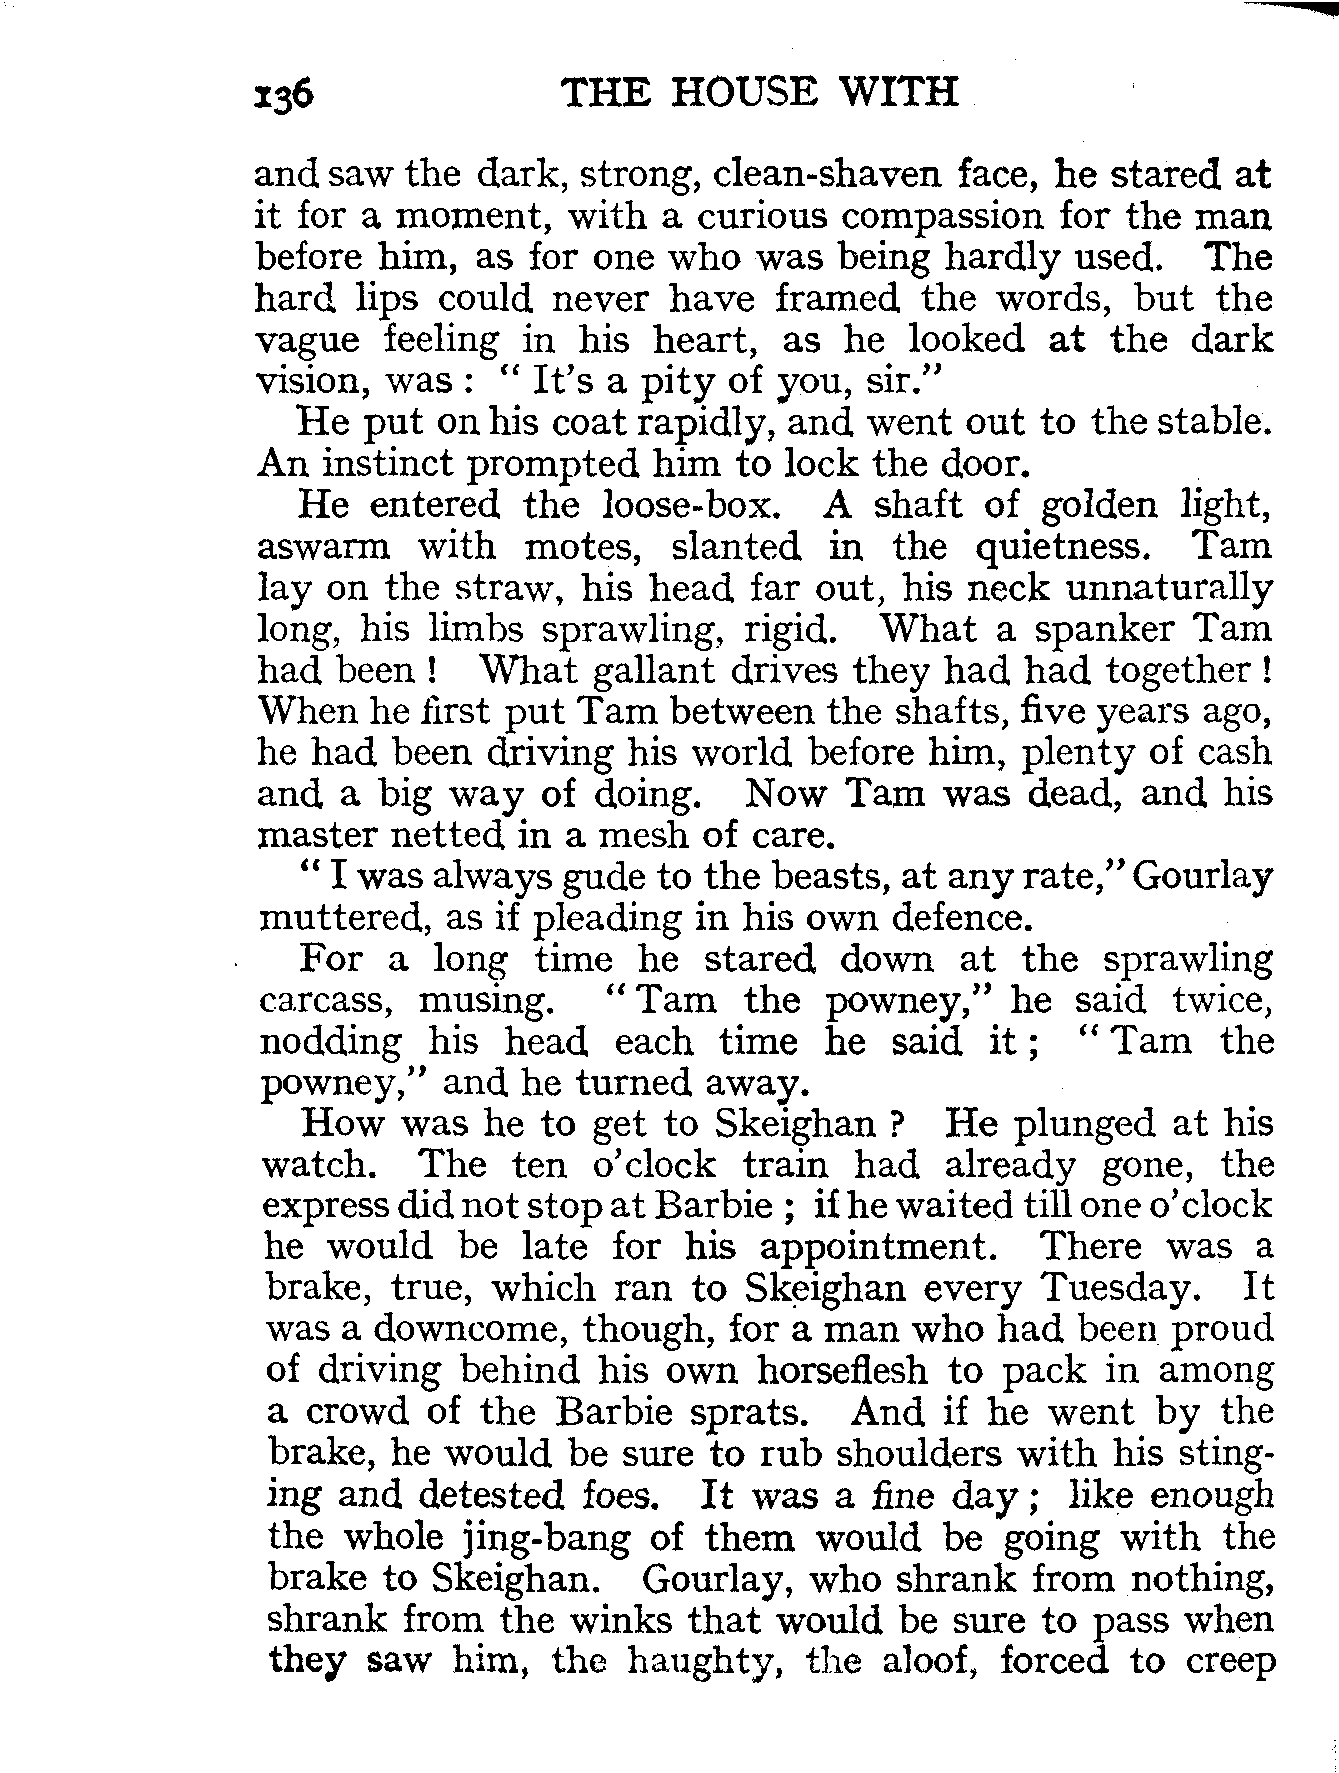 136 THE HOUSE WITH
and saw the dark, strong, clean-shaven face, he stared at
it for a moment, with a curious compassion for the man
before him, as for one who was being hardly used. The
hard lips could never have framed the words, but the
vague feeling in his heart, as he looked at the dark
vision, was : “ It’s a pity of you, sir.”
He put on his coat rapidly, and went out to the stable.
An instinct prompted him to lock the door.
He entered the loose-box. A shaft of golden light,
aswarm with motes, slanted in the quietness. Tam
lay on the straw, his head far out, his neck unnaturally
long, his limbs sprawling, rigid. What a spanker Tam
had been ! What gallant drives they had had together !
When he first put Tam between the shafts, five years ago,
he had been driving his world before him, plenty of cash
and a big way of doing. Now Tam was dead, and his
master netted in a mesh of care.
“ I was always gude to the beasts, at any rate,” Gourlay
muttered, as if pleading in his own defence.
For a long time he stared down at the sprawling
carcass, musing. “ Tam the powney,” he said twice,
nodding his head each time he said it ; “ Tam the
powney,” and he turned away.
How was he to get to Skeighan ? He plunged at his
watch. The ten o’clock train had already gone, the
express did not stop at Barbie ; if he waited till one o’clock
he would be late for his appointment. There was a
brake, true, which ran to Skeighan every Tuesday. It
was a downcome, though, for a man who had been proud
of driving behind his own horseflesh to pack in among
a crowd of the Barbie sprats. And if he went by the
brake, he would be sure to rub shoulders with his sting-
ing and detested foes. It was a fine day ; like enough
the whole jing-bang of them would be going with the
brake to Skeighan. Gourlay, who shrank from nothing,
shrank from the winks that would be sure to pass when
they saw him, the haughty, the aloof, forced to creep